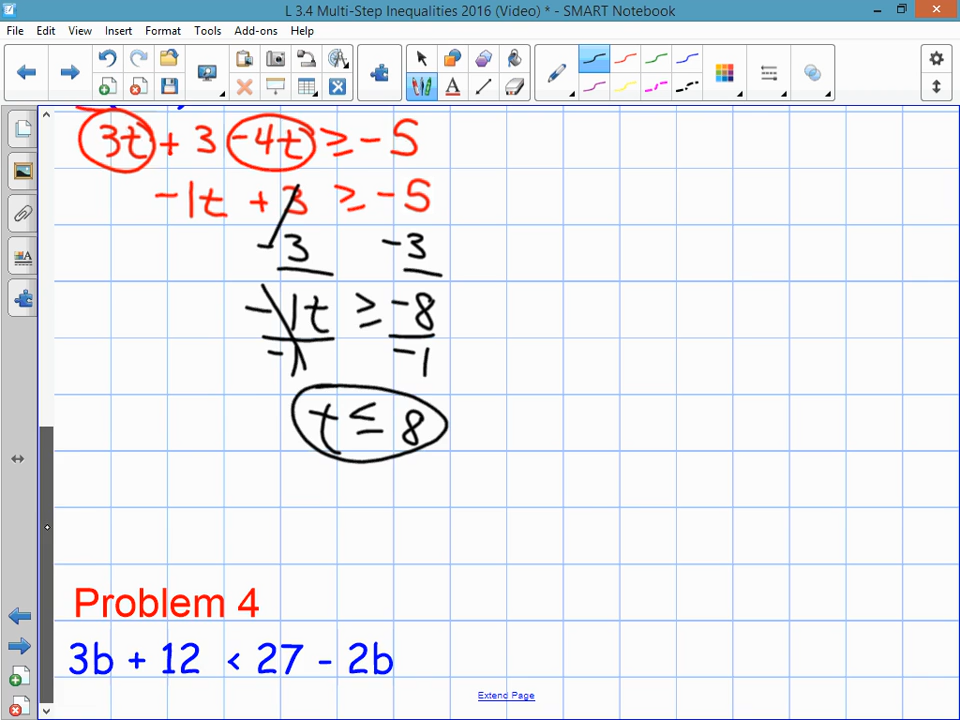 L 3.4 Multi-Step Inequalities 2016 (Video) * - SMART Notebook
File Edit View Insert Format Tools Add-ons Help
3t + 3 -4t ≥ -5
-1t + 3 ≥ -5
-3 -3
-1t ≥ -8
-1 -1
t ≤ 8
Problem 4
3b + 12 < 27 - 2b
Extend Page